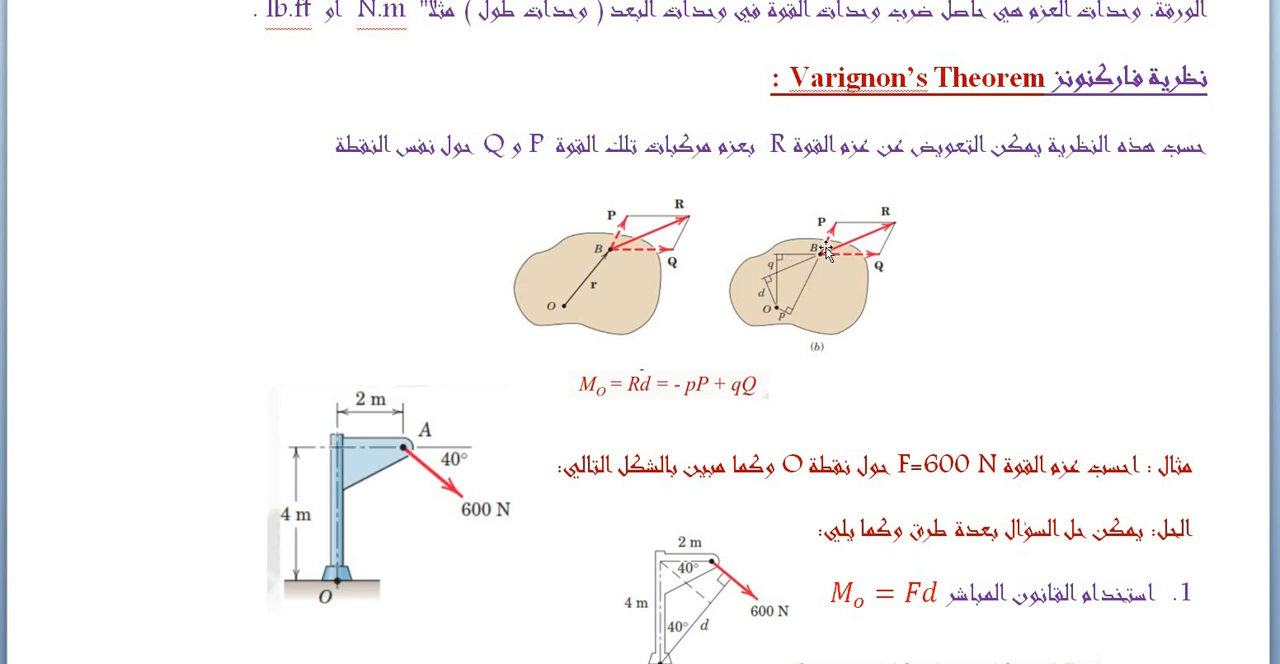 الورقة. وحدات العزم هي حاصل ضرب وحدات القوة في وحدات البعد ( وحدات طول ) مثلا" N.m او lb.ft .
نظرية فاركنونز Varignon's Theorem :
حسب هذه النظرية يمكن التعويض عن عزم القوة R بعزم مركبات تلك القوة P و Q حول نفس النقطة
P R B Q r O
P R B Q q d O p
(b)
M_O = Rd = - pP + qQ
2 m
A
40°
4 m
600 N
O
مثال : احسب عزم القوة F=600 N حول نقطة O وكما مبين بالشكل التالي:
الحل: يمكن حل السؤال بعدة طرق وكما يلي:
1. استخدام القانون المباشر M_o = Fd
2 m
40°
4 m
600 N
40° d